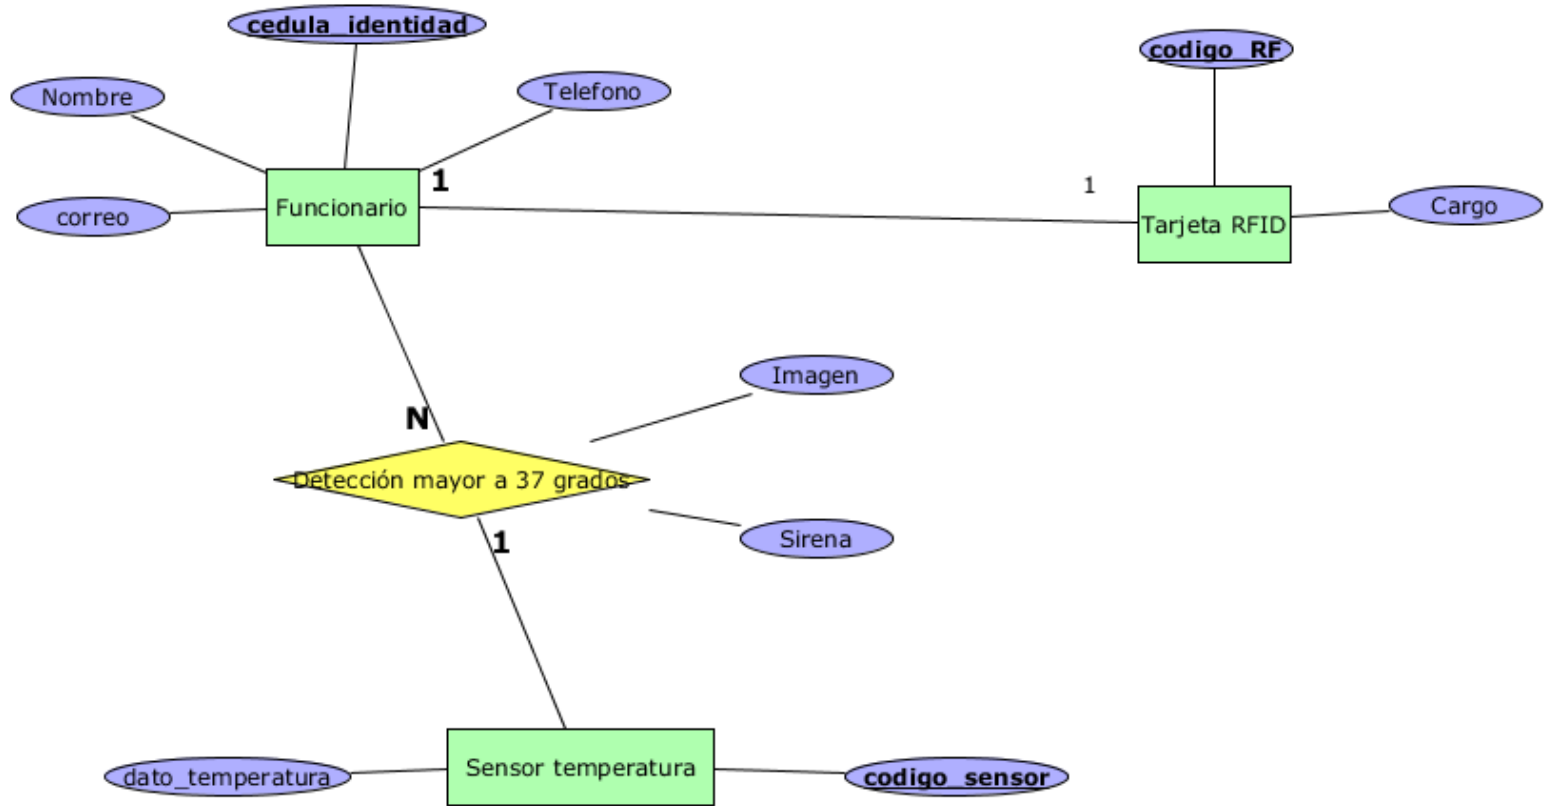 cedula_identidad
codigo_RF
Nombre
Telefono
1
1
Funcionario
correo
Tarjeta RFID
Cargo
Imagen
N
Detección mayor a 37 grados
Sirena
1
Sensor temperatura
dato_temperatura
codigo_sensor